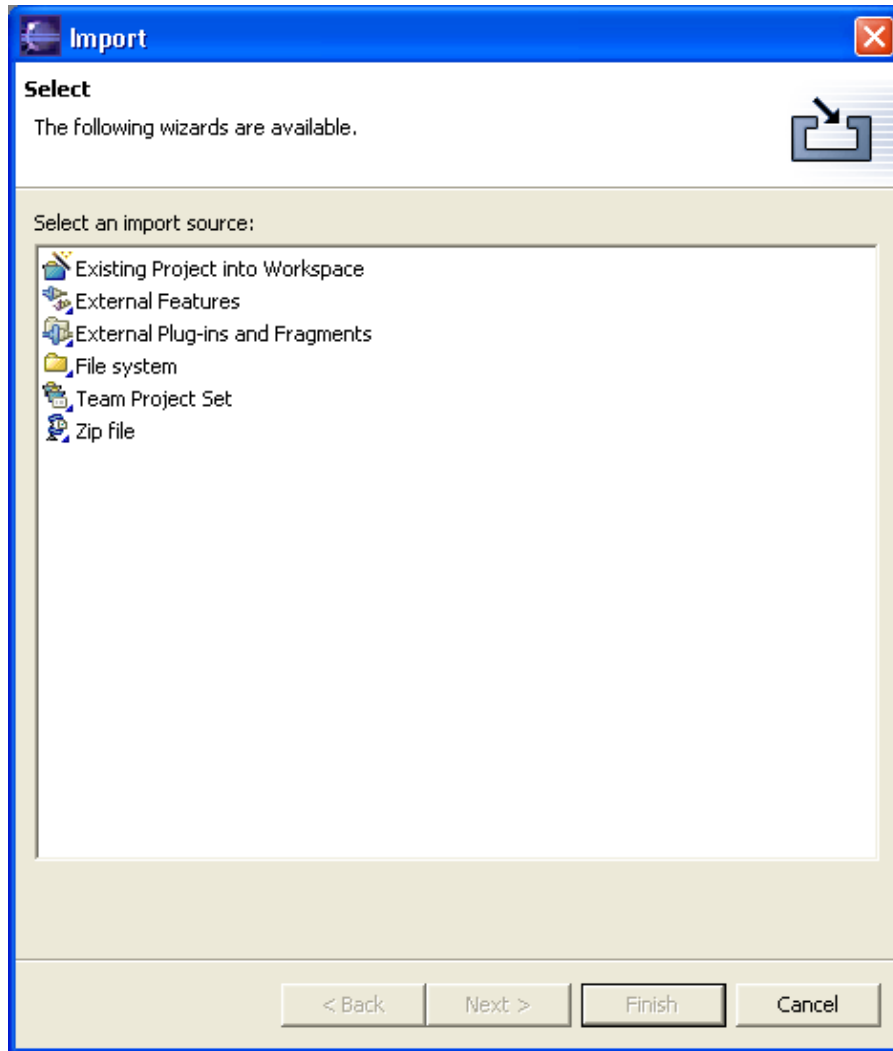 Import
Select
The following wizards are available.
Select an import source:
Existing Project into Workspace
External Features
External Plug-ins and Fragments
File system
Team Project Set
Zip file
< Back Next > Finish Cancel